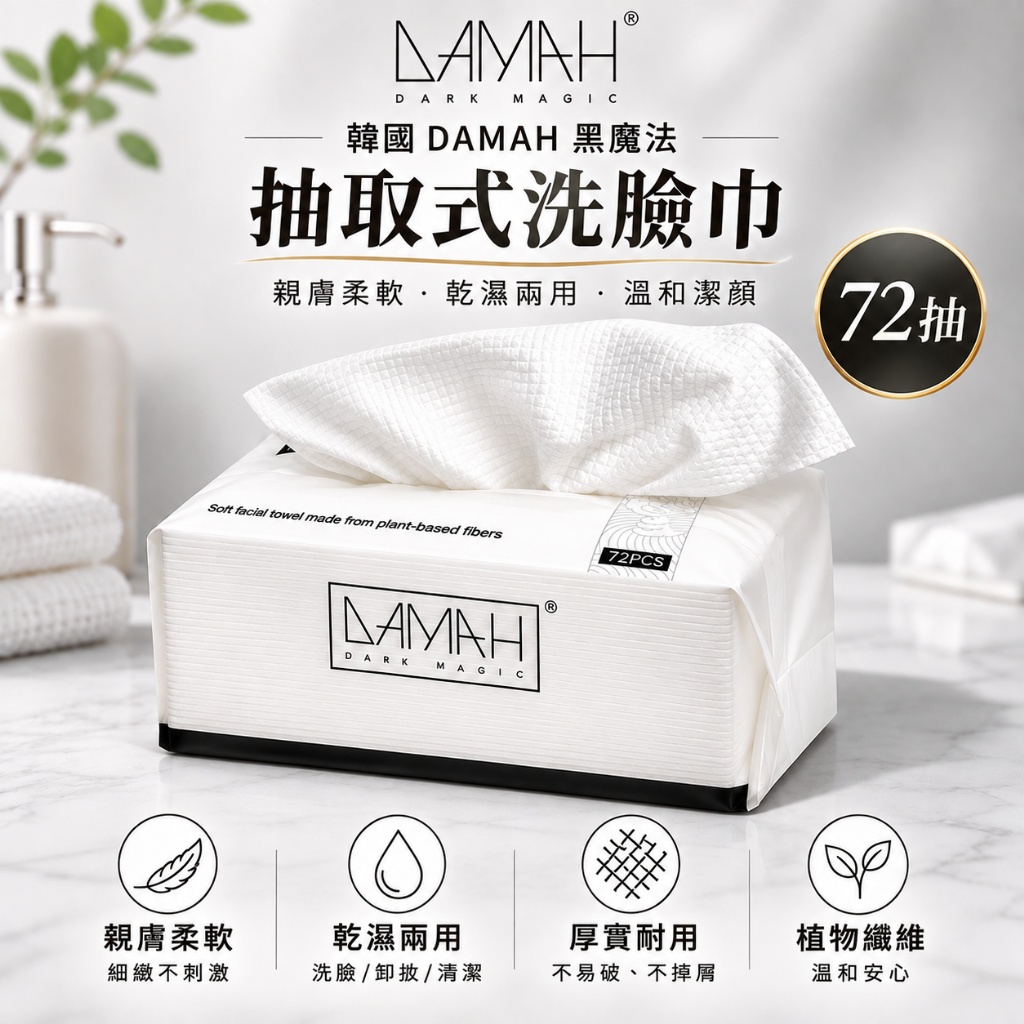 DAMAH®
DARK MAGIC
韓國 DAMAH 黑魔法
抽取式洗臉巾
親膚柔軟 · 乾濕兩用 · 溫和潔顏
72抽
Soft facial towel made from plant-based fibers
72PCS
DAMAH®
DARK MAGIC
親膚柔軟
細緻不刺激
乾濕兩用
洗臉/卸妝/清潔
厚實耐用
不易破、不掉屑
植物纖維
溫和安心